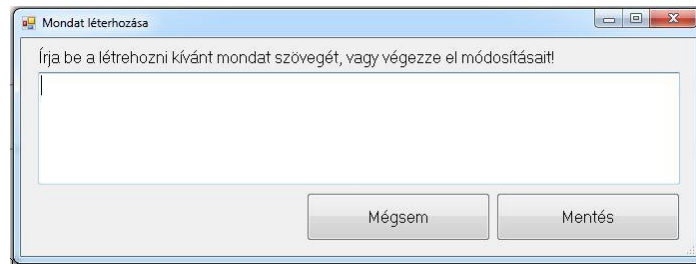 Mondat léterhozása
Írja be a létrehozni kívánt mondat szövegét, vagy végezze el módosításait!
Mégsem
Mentés